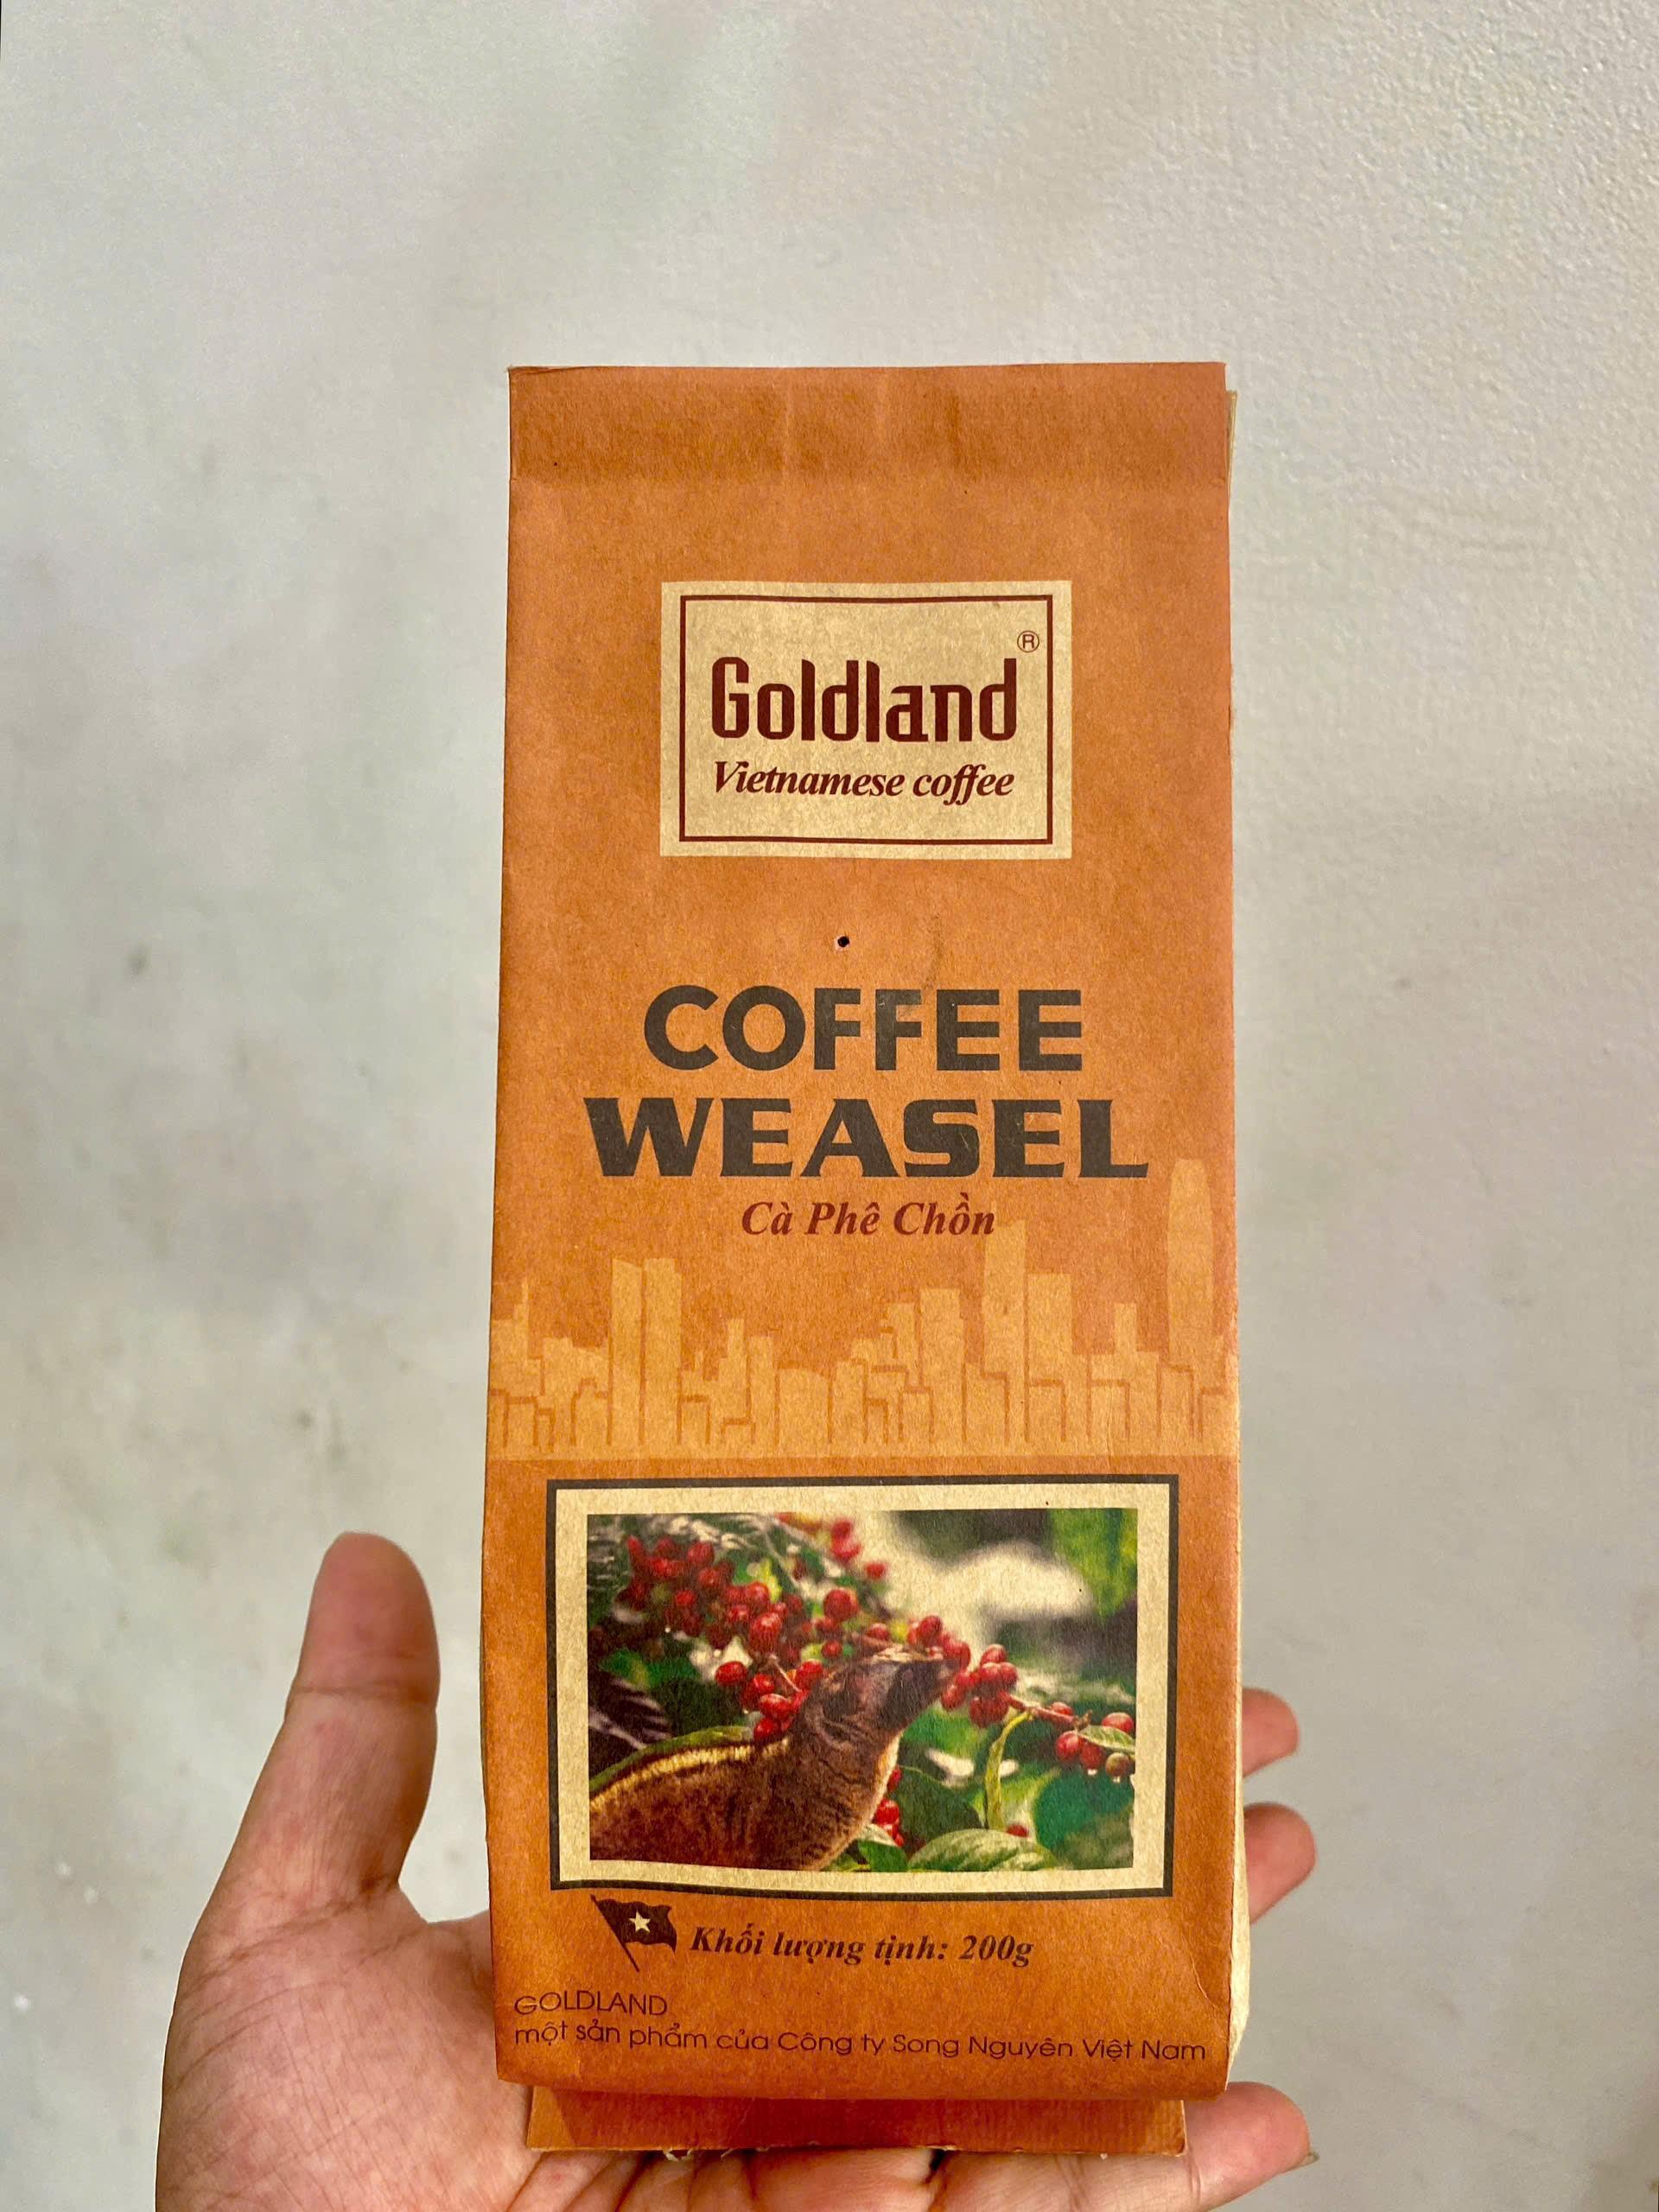 Goldland®
Vietnamese coffee
COFFEE
WEASEL
Cà Phê Chồn
Khối lượng tịnh: 200g
GOLDLAND
một sản phẩm của Công ty Song Nguyên Việt Nam